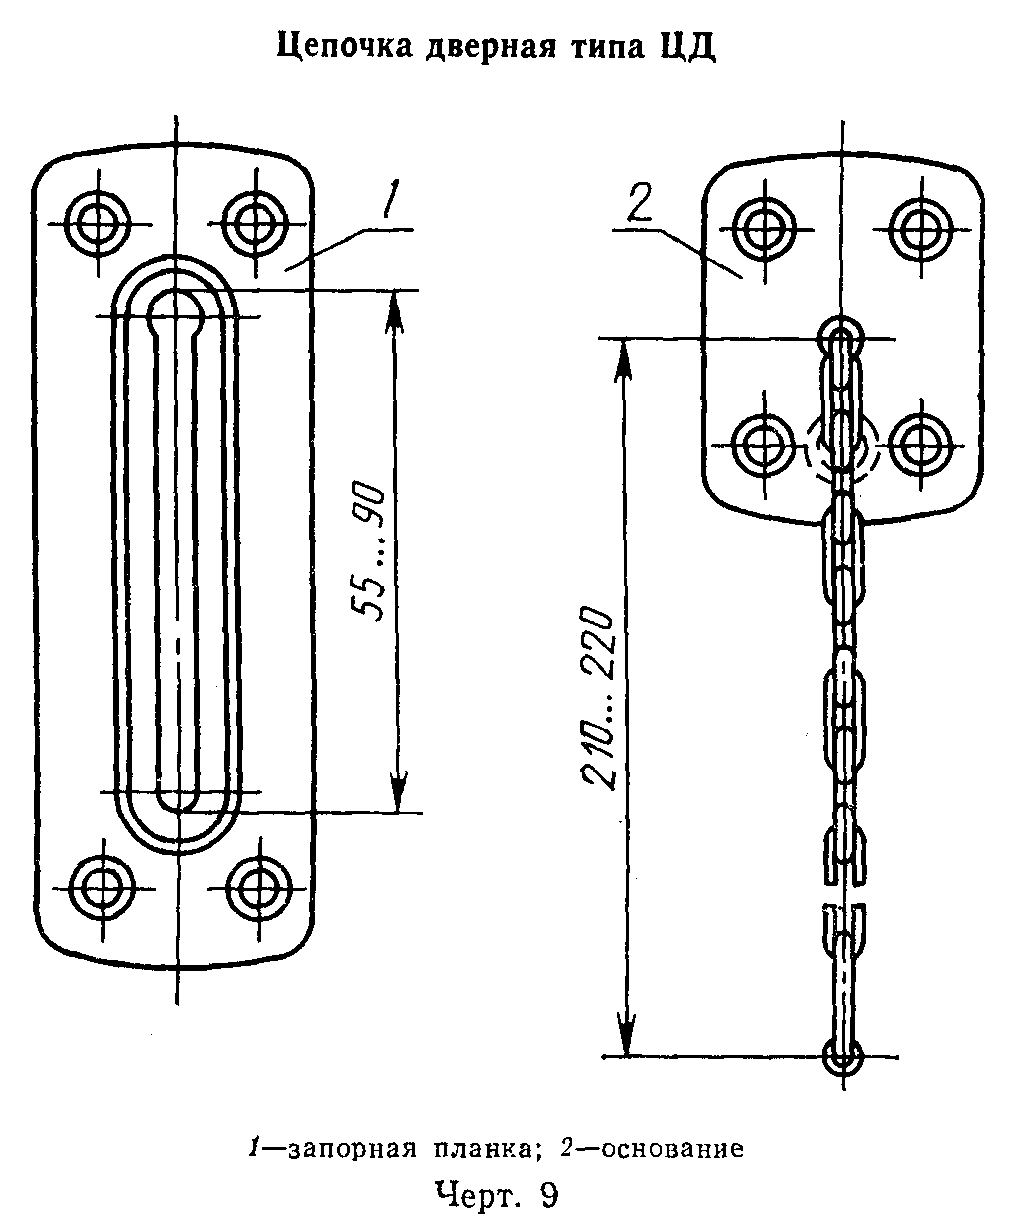 Цепочка дверная типа ЦД
1
2
55...90
210...220
1—запорная планка; 2—основание
Черт. 9